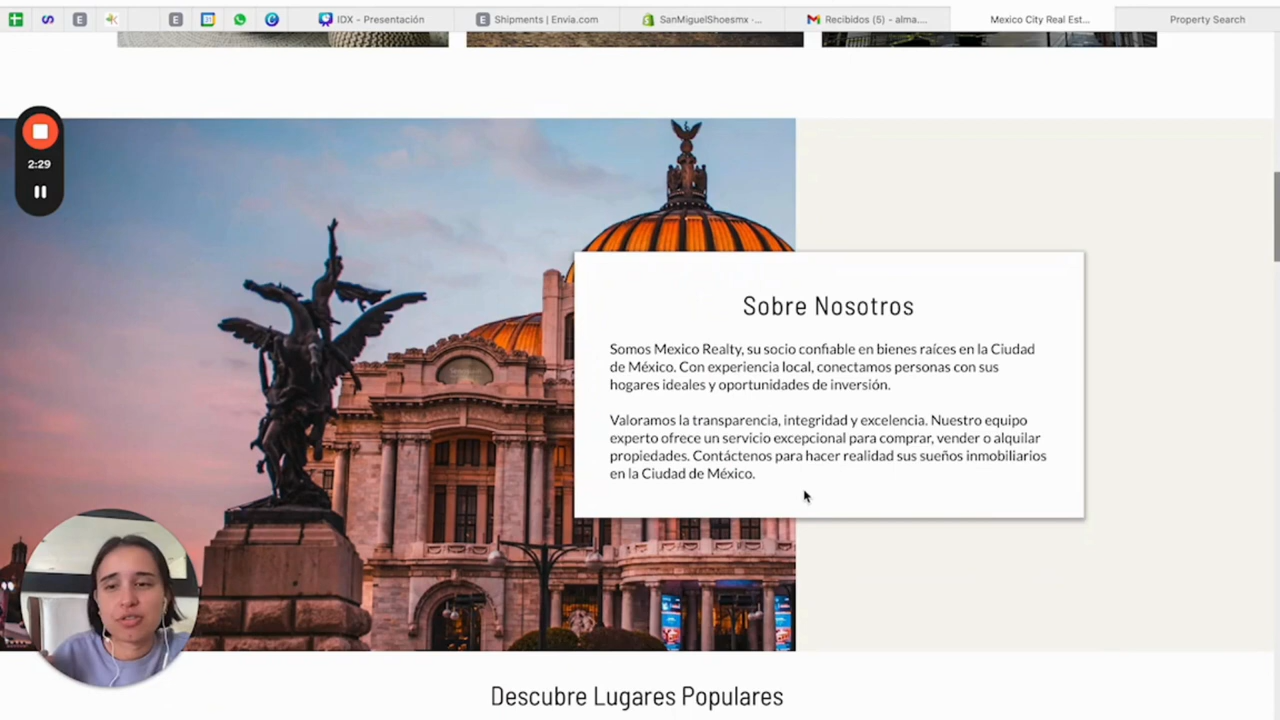 IDX - Presentación
Shipments | Envia.com
SanMiguelShoesmx -...
Recibidos (5) - alma....
Mexico City Real Est...
Property Search
2:29
Sobre Nosotros
Somos Mexico Realty, su socio confiable en bienes raíces en la Ciudad
de México. Con experiencia local, conectamos personas con sus
hogares ideales y oportunidades de inversión.
Valoramos la transparencia, integridad y excelencia. Nuestro equipo
experto ofrece un servicio excepcional para comprar, vender o alquilar
propiedades. Contáctenos para hacer realidad sus sueños inmobiliarios
en la Ciudad de México.
Descubre Lugares Populares